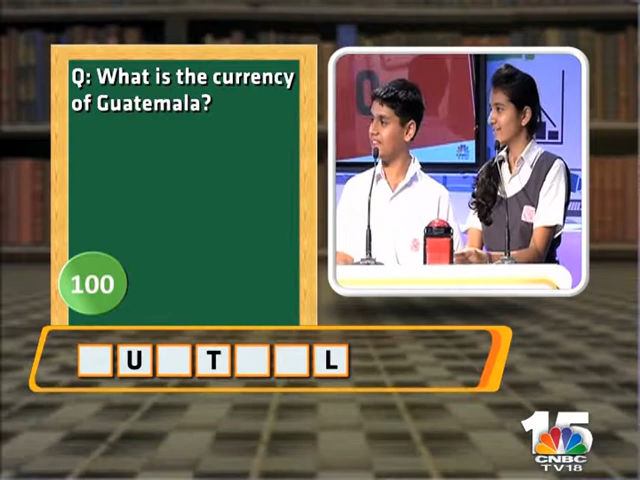 Q: What is the currency
of Guatemala?
100
U T L
15
CNBC
TV18